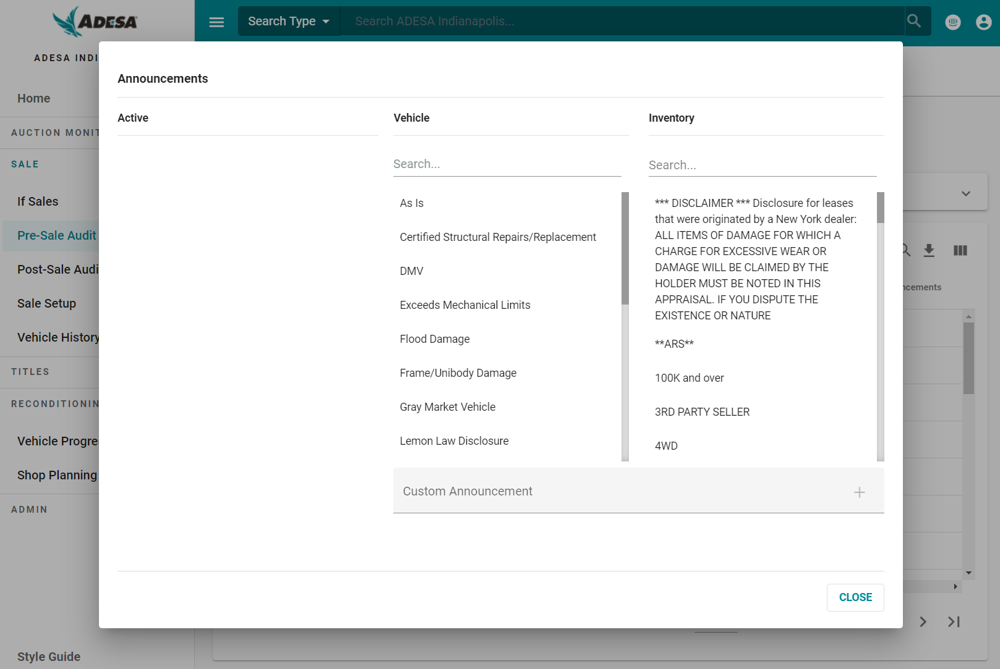 ADESA
Search Type
Search ADESA Indianapolis...
ADESA INDI
Home
AUCTION MONIT
SALE
If Sales
Pre-Sale Audit
Post-Sale Audi
Sale Setup
Vehicle History
TITLES
RECONDITIONIN
Vehicle Progre
Shop Planning
ADMIN
Style Guide
Announcements
Active
Vehicle
Search...
As Is
Certified Structural Repairs/Replacement
DMV
Exceeds Mechanical Limits
Flood Damage
Frame/Unibody Damage
Gray Market Vehicle
Lemon Law Disclosure
Inventory
Search...
*** DISCLAIMER *** Disclosure for leases
that were originated by a New York dealer:
ALL ITEMS OF DAMAGE FOR WHICH A
CHARGE FOR EXCESSIVE WEAR OR
DAMAGE WILL BE CLAIMED BY THE
HOLDER MUST BE NOTED IN THIS
APPRAISAL. IF YOU DISPUTE THE
EXISTENCE OR NATURE
**ARS**
100K and over
3RD PARTY SELLER
4WD
Custom Announcement
CLOSE
ncements